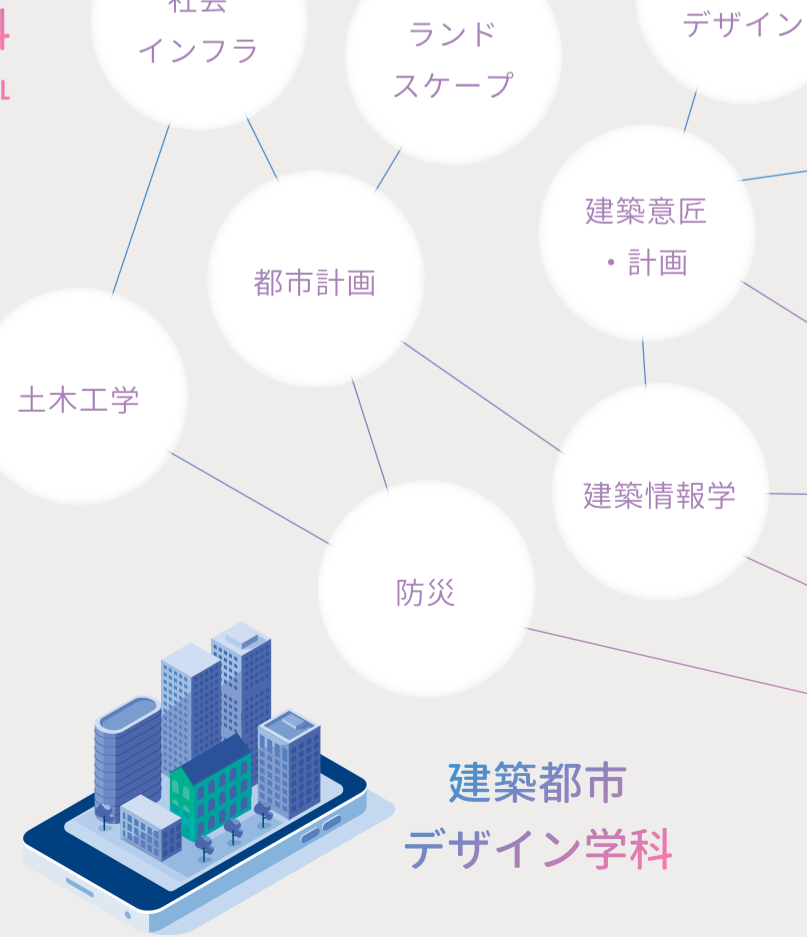 科
社会
インフラ
ランド
スケープ
デザイン
建築意匠
・計画
都市計画
土木工学
建築情報学
防災
建築都市
デザイン学科